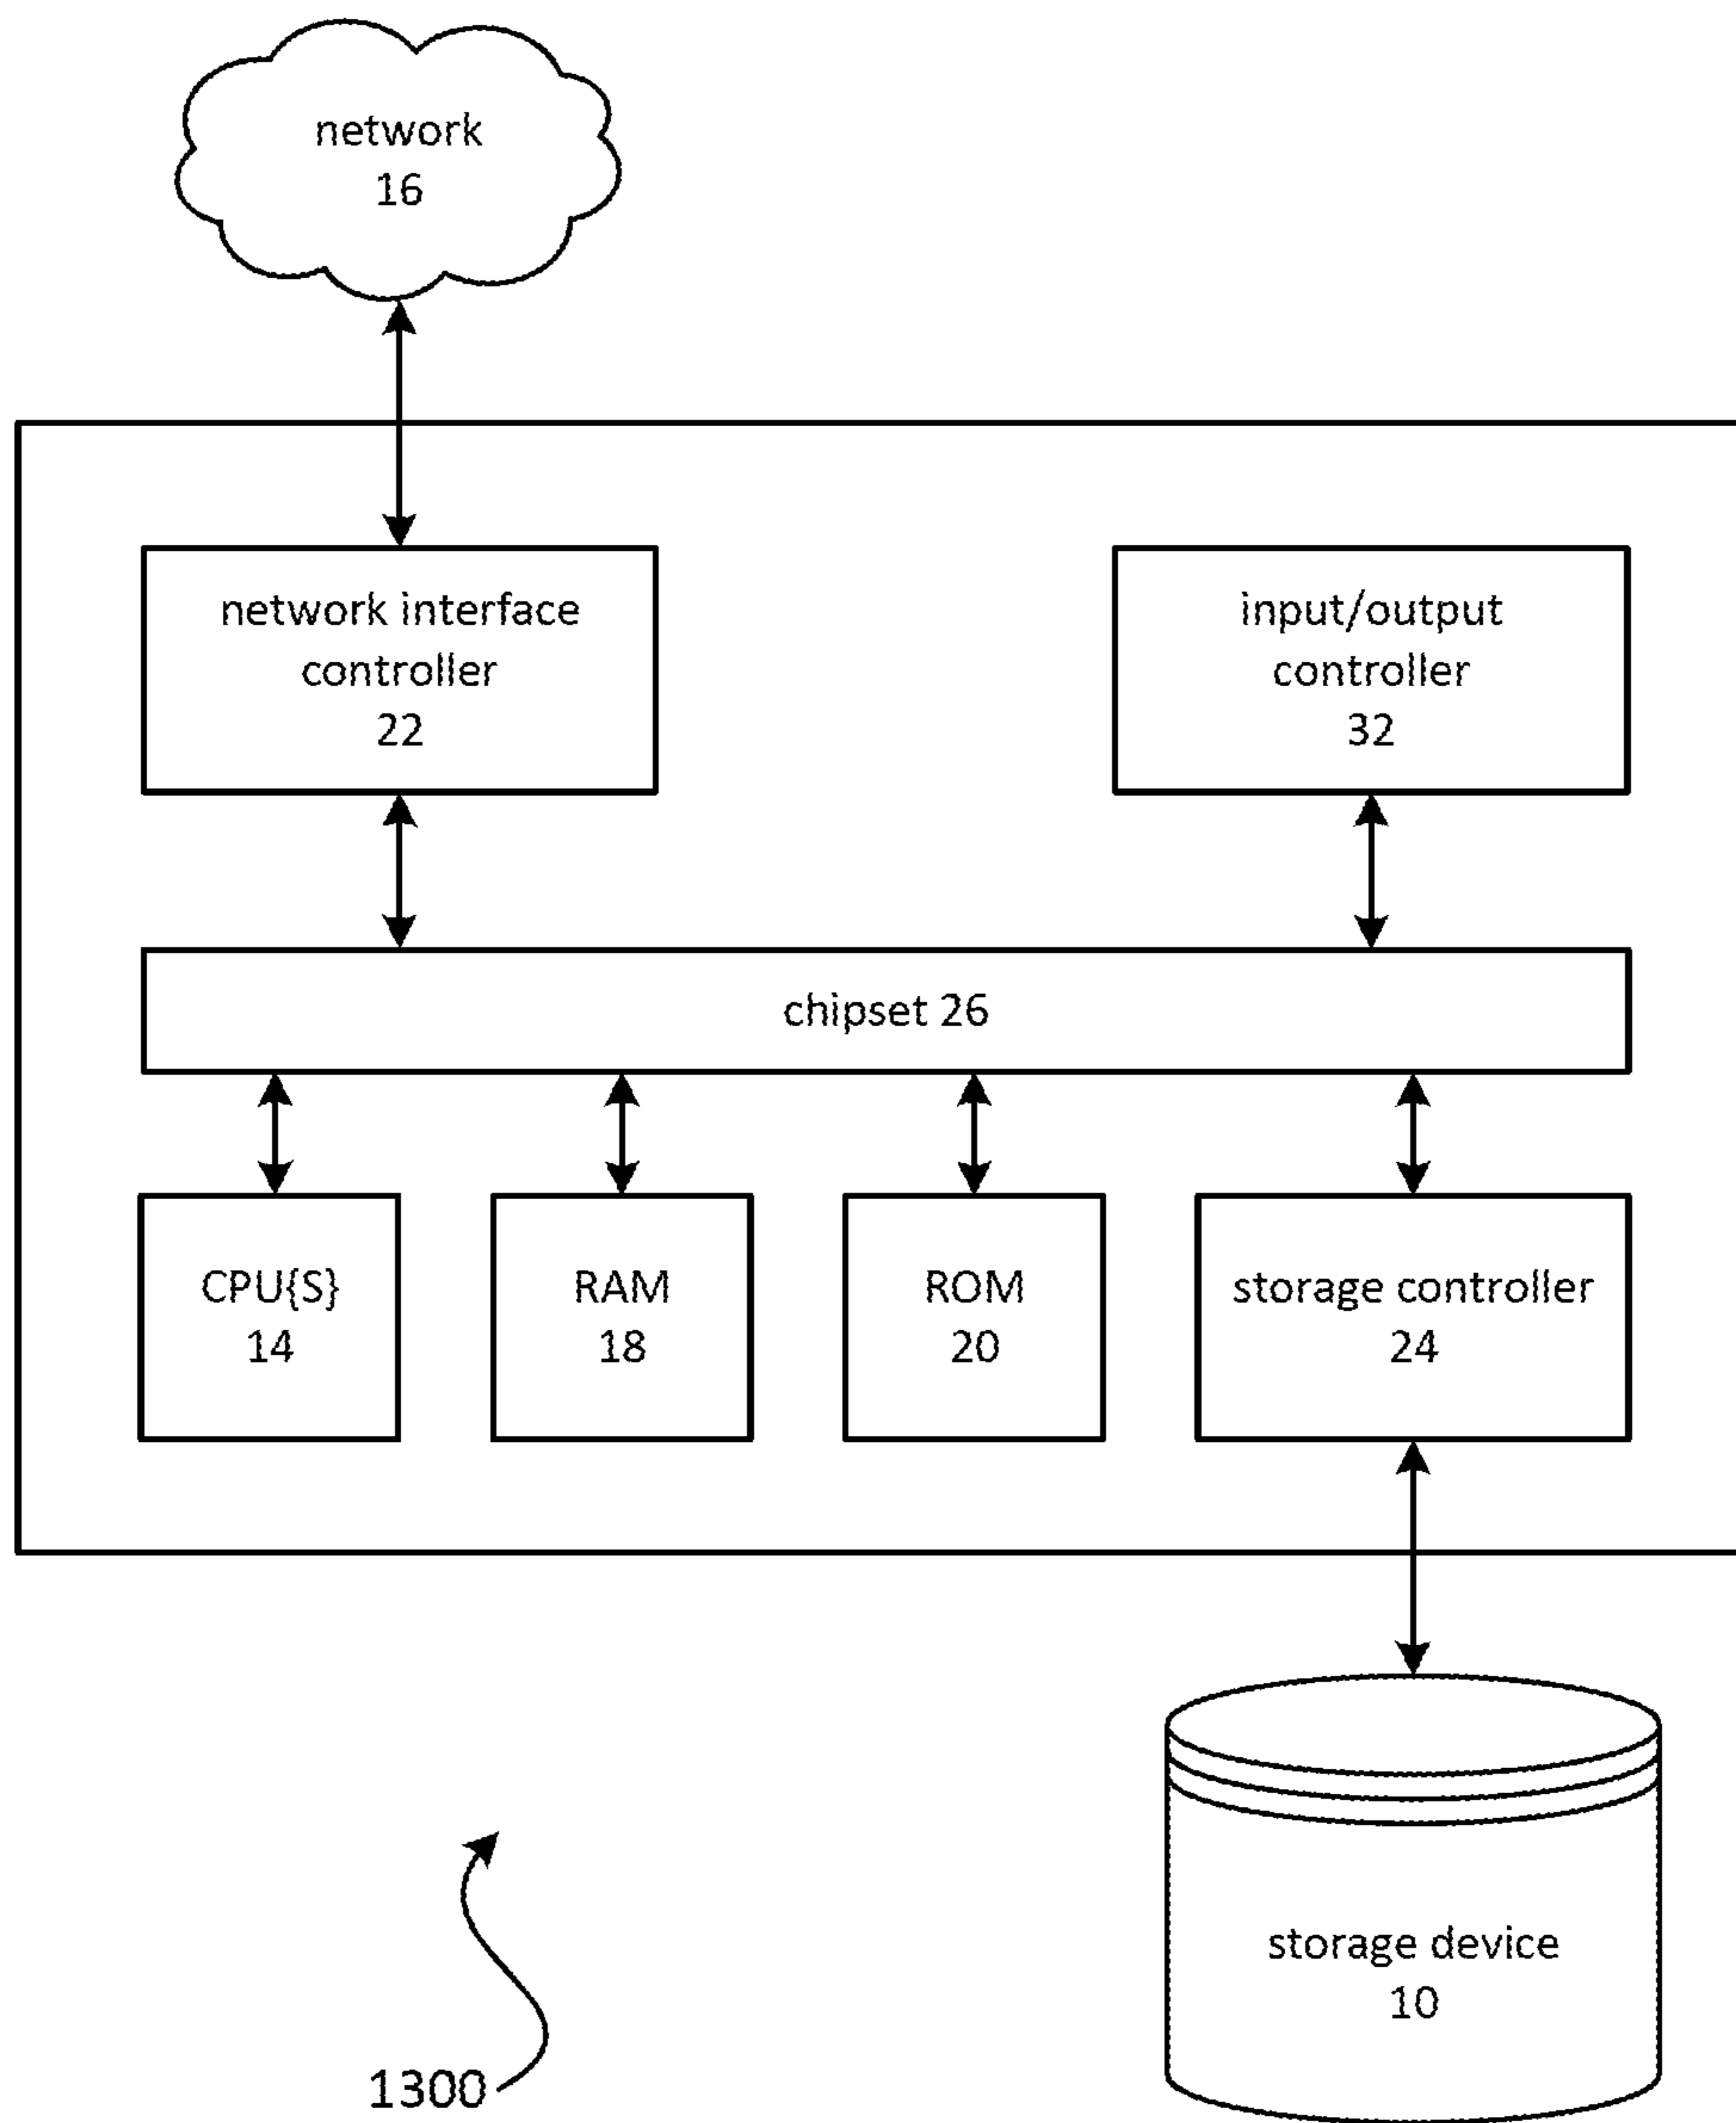 network
16
network interface
controller
22
input/output
controller
32
chipset 26
CPU{S}
14
RAM
18
ROM
20
storage controller
24
storage device
10
1300